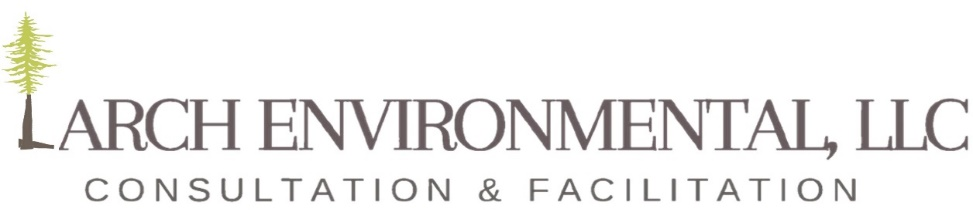 LARCH ENVIRONMENTAL, LLC
CONSULTATION & FACILITATION